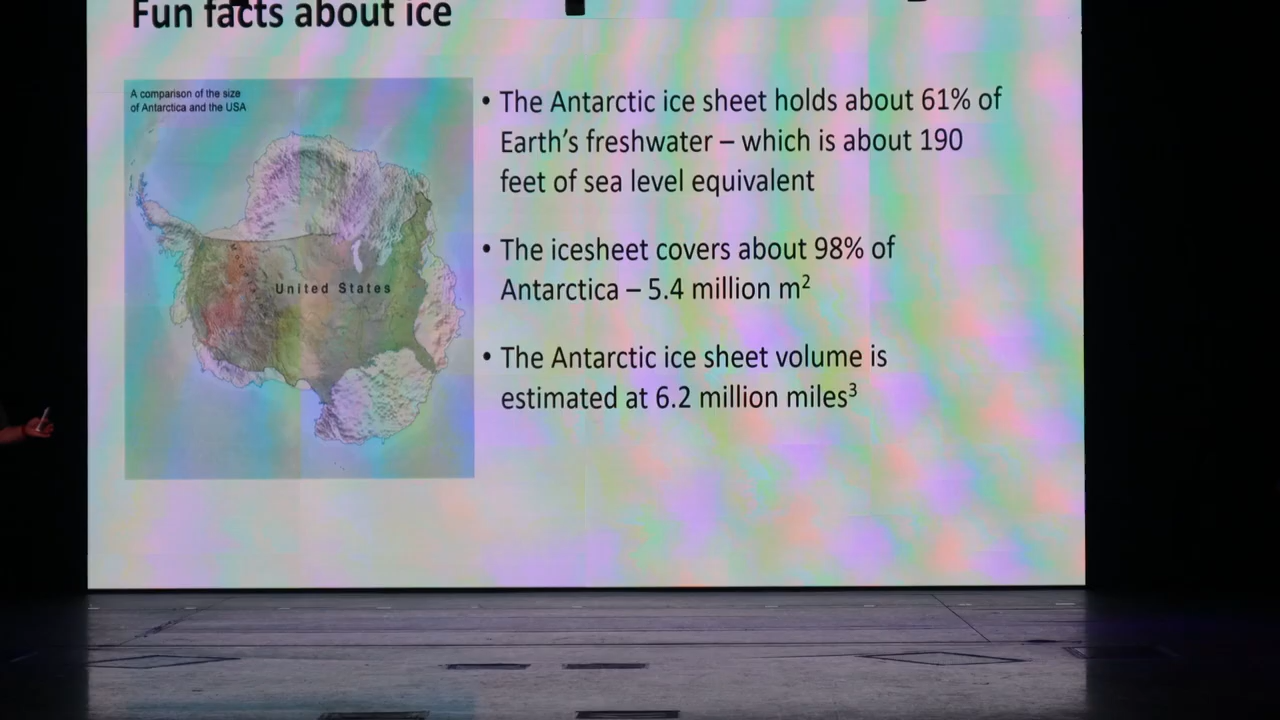 Fun facts about ice
A comparison of the size
of Antarctica and the USA
United States
• The Antarctic ice sheet holds about 61% of
Earth’s freshwater – which is about 190
feet of sea level equivalent
• The icesheet covers about 98% of
Antarctica – 5.4 million m²
• The Antarctic ice sheet volume is
estimated at 6.2 million miles³